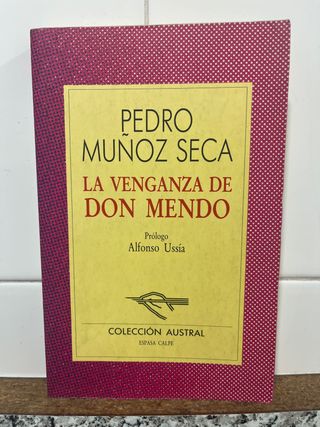 PEDRO
MUÑOZ SECA
LA VENGANZA DE
DON MENDO
Prólogo
Alfonso Ussía
COLECCIÓN AUSTRAL
ESPASA CALPE